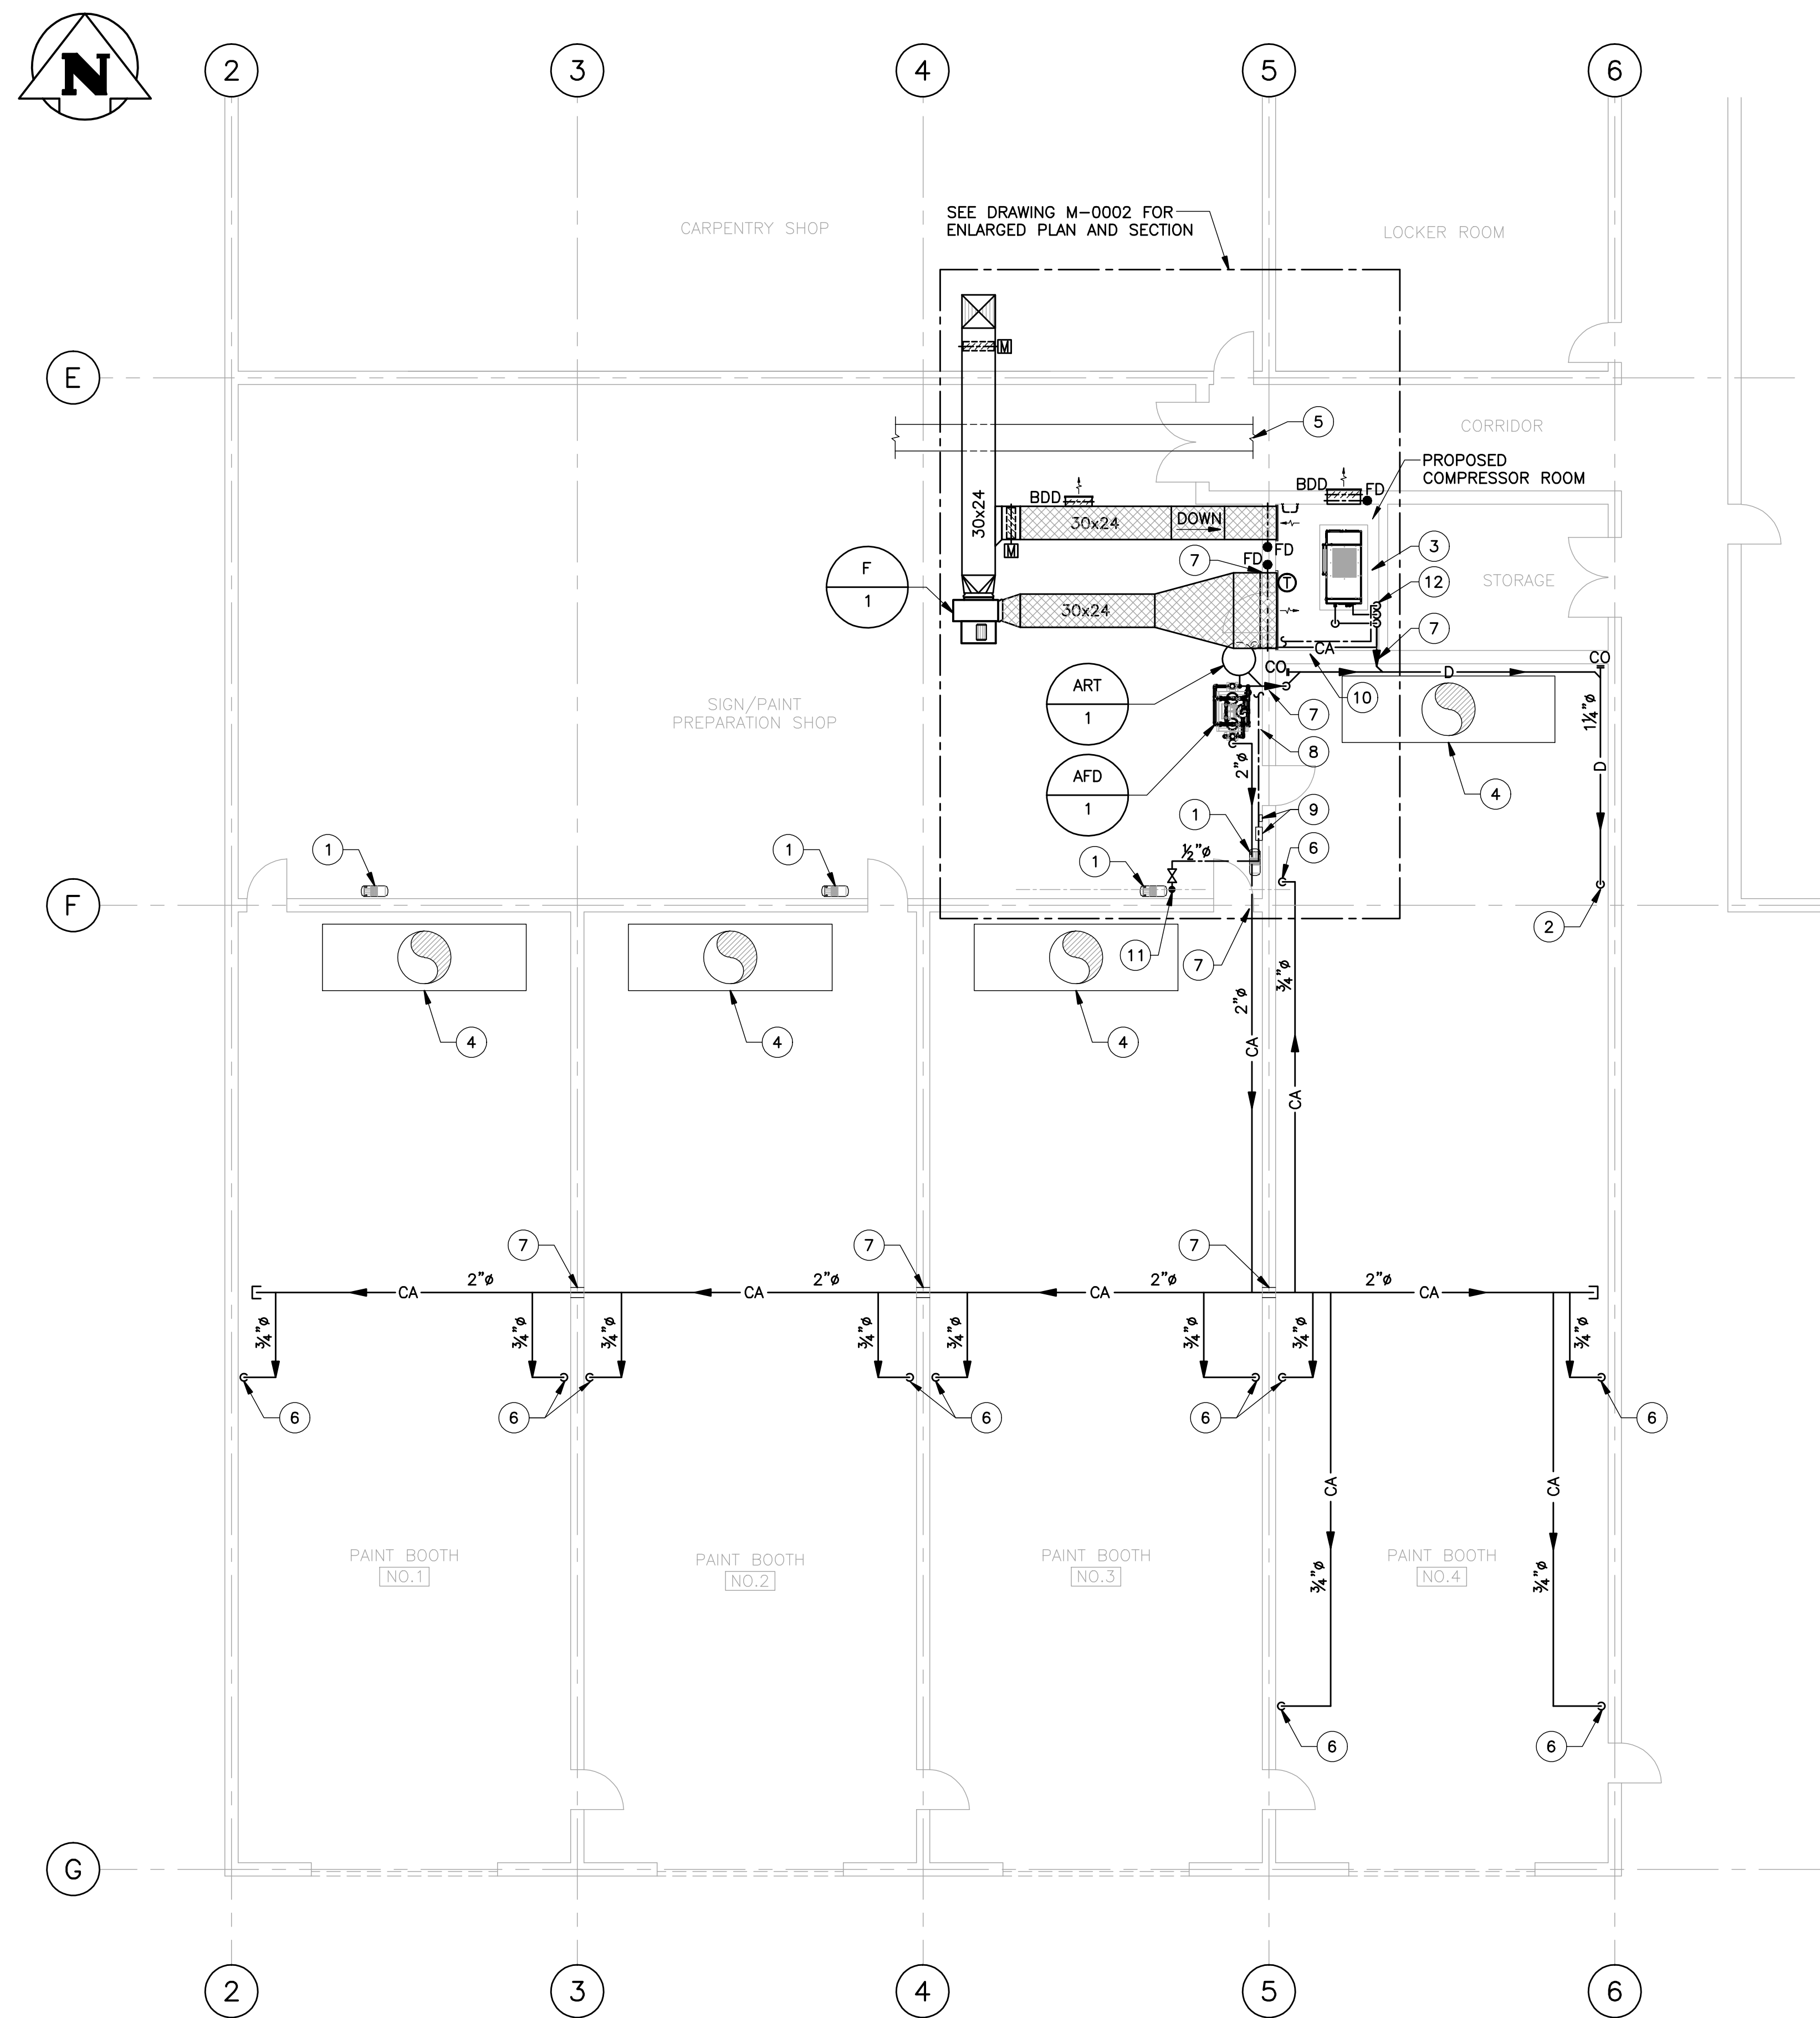 N
2
3
4
5
6
SEE DRAWING M-0002 FOR
ENLARGED PLAN AND SECTION
CARPENTRY SHOP
LOCKER ROOM
M
E
5
CORRIDOR
PROPOSED
COMPRESSOR ROOM
BDD
BDD
FD
30x24
30x24
DOWN
M
FD
FD
7
3
F
1
T
12
STORAGE
30x24
7
CA
CO
CO
D
10
ART
1
7
SIGN/PAINT
PREPARATION SHOP
1¼"ø
8
2"ø
D
AFD
1
4
9
1
1
1
1
½"ø
6
F
2
11
7
¾"ø
2"ø
4
4
4
CA
CA
7
7
7
2"ø
2"ø
2"ø
2"ø
CA
CA
CA
CA
¾"ø
¾"ø
¾"ø
¾"ø
¾"ø
¾"ø
¾"ø
¾"ø
6
6
6
6
6
CA
CA
PAINT BOOTH
NO.1
PAINT BOOTH
NO.2
PAINT BOOTH
NO.3
PAINT BOOTH
NO.4
¾"ø
¾"ø
6
6
G
2
3
4
5
6